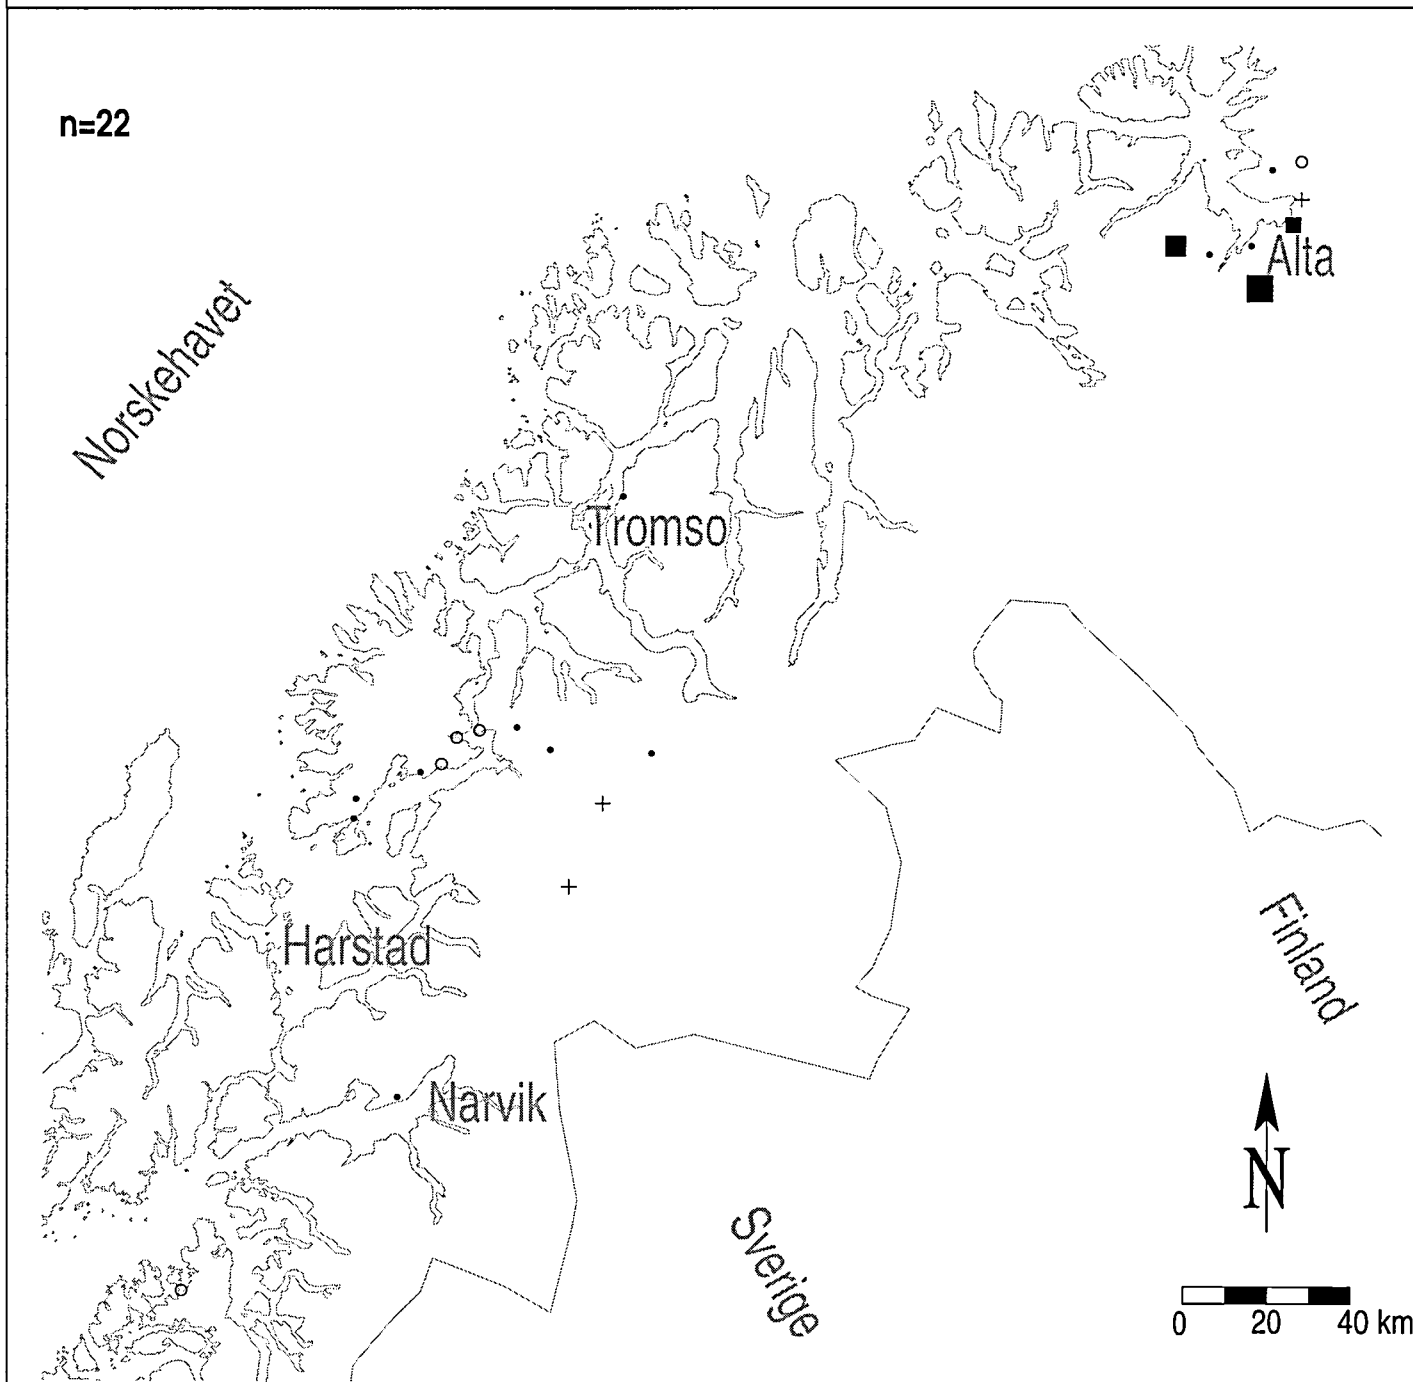 n=22
Alta
Norskehavet
Tromso
Harstad
Finland
Narvik
N
Sverige
0 20 40 km